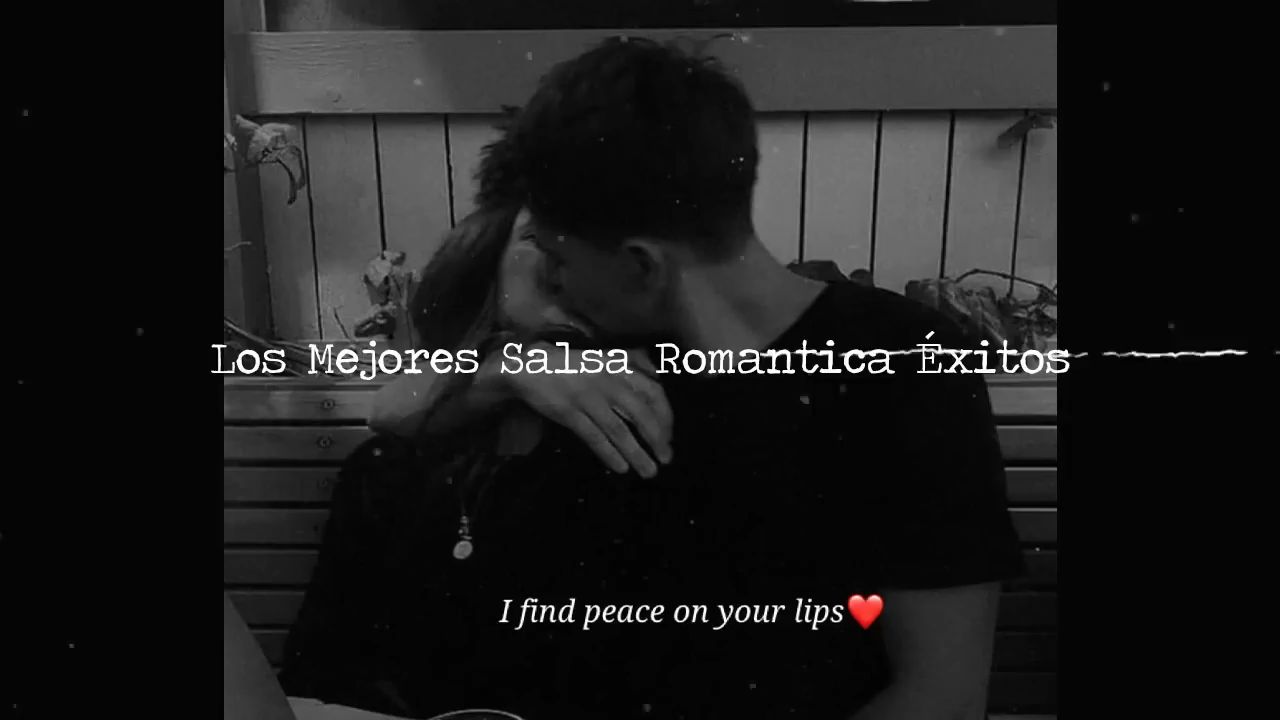 Los Mejores Salsa Romantica Éxitos
I find peace on your lips❤️